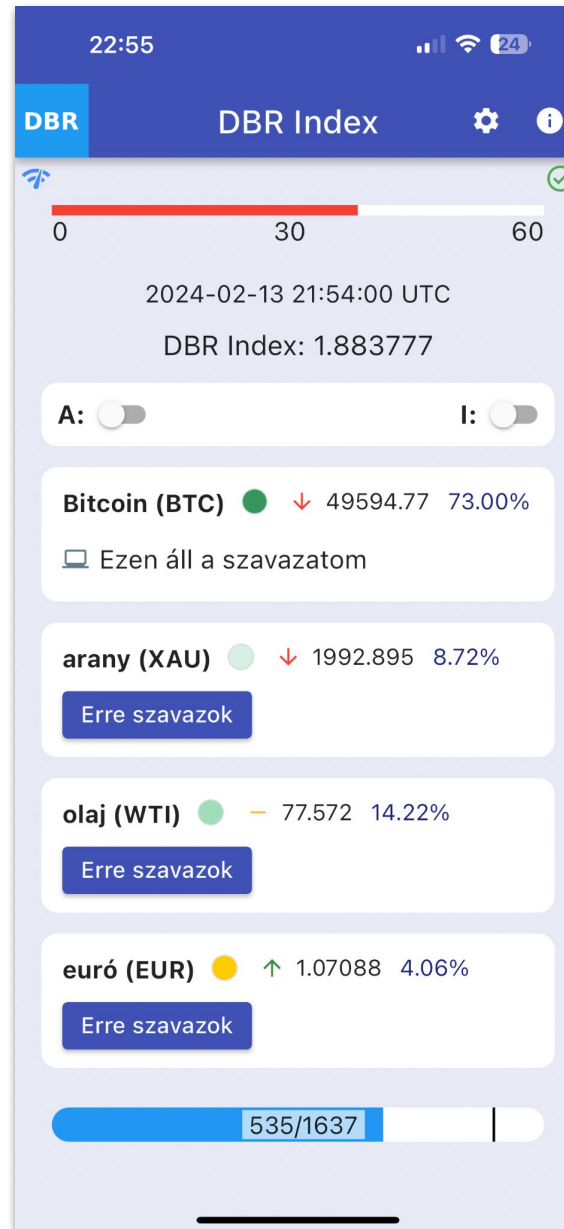 22:55
24
DBR
DBR Index
0
30
60
2024-02-13 21:54:00 UTC
DBR Index: 1.883777
A:
I:
Bitcoin (BTC) 49594.77 73.00%
Ezen áll a szavazatom
arany (XAU) 1992.895 8.72%
Erre szavazok
olaj (WTI) – 77.572 14.22%
Erre szavazok
euró (EUR) 1.07088 4.06%
Erre szavazok
535/1637